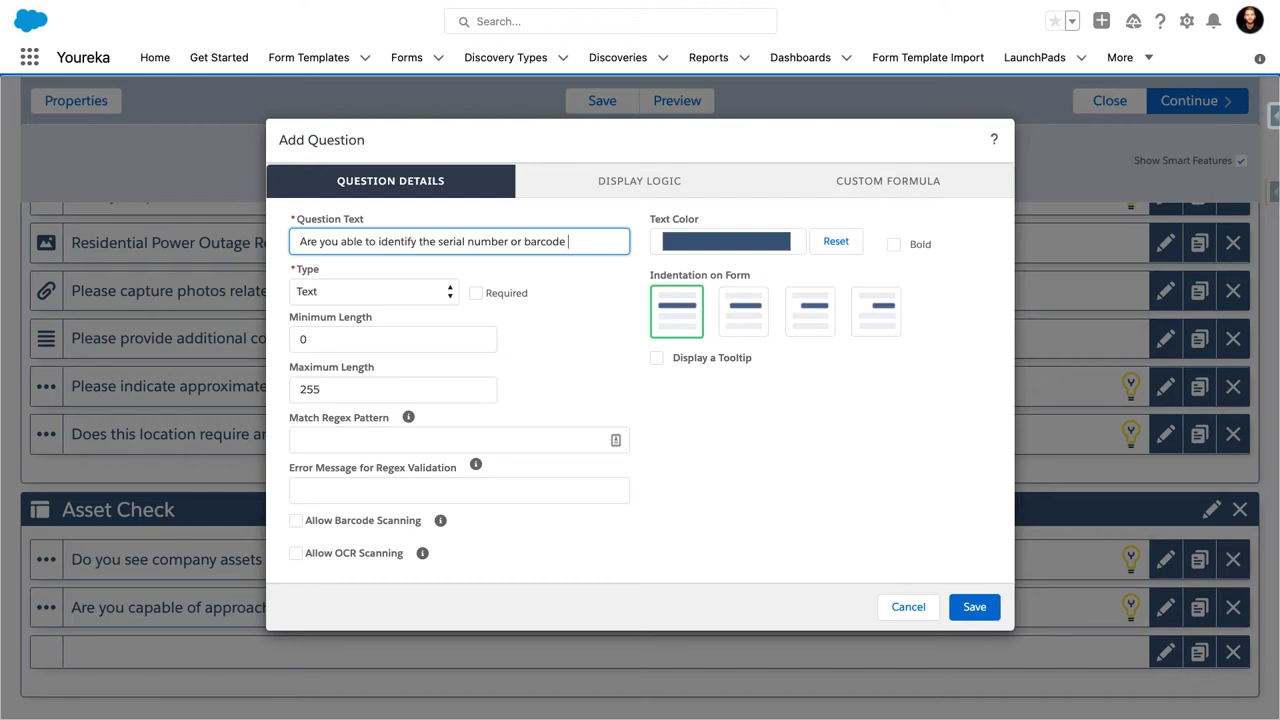 Search...
Youreka
Home
Get Started
Form Templates
Forms
Discovery Types
Discoveries
Reports
Dashboards
Form Template Import
LaunchPads
More
Properties
Save
Preview
Close
Continue
Show Smart Features
Add Question
?
QUESTION DETAILS
DISPLAY LOGIC
CUSTOM FORMULA
* Question Text
Are you able to identify the serial number or barcode
* Type
Text
Required
Minimum Length
0
Maximum Length
255
Match Regex Pattern
Error Message for Regex Validation
Allow Barcode Scanning
Allow OCR Scanning
Text Color
Reset
Bold
Indentation on Form
Display a Tooltip
Cancel
Save
Residential Power Outage Re
Please capture photos relate
Please provide additional co
Please indicate approximate
Does this location require an
Asset Check
Do you see company assets
Are you capable of approach